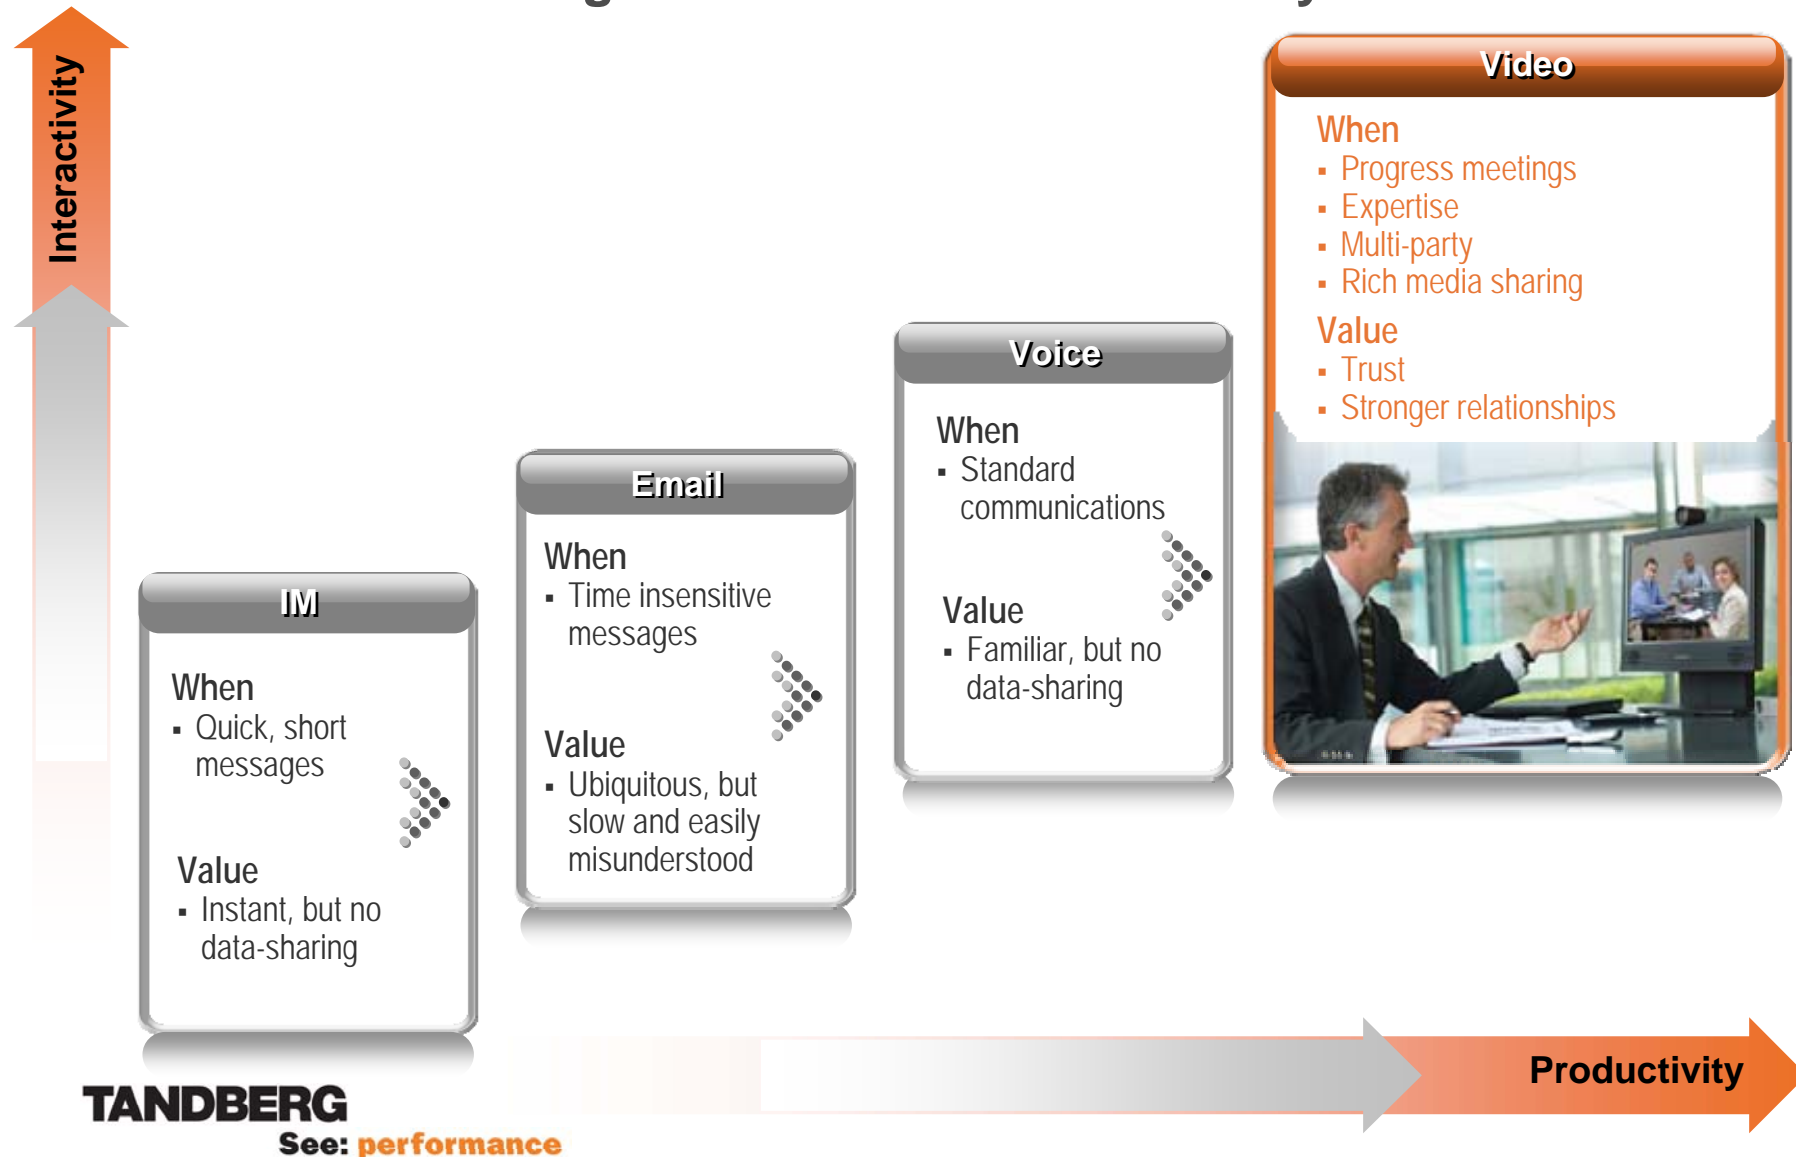 Interactivity
IM
When
▪ Quick, short
messages
Value
▪ Instant, but no
data-sharing
Email
When
▪ Time insensitive
messages
Value
▪ Ubiquitous, but
slow and easily
misunderstood
Voice
When
▪ Standard
communications
Value
▪ Familiar, but no
data-sharing
Video
When
▪ Progress meetings
▪ Expertise
▪ Multi-party
▪ Rich media sharing
Value
▪ Trust
▪ Stronger relationships
Productivity
TANDBERG
See: performance